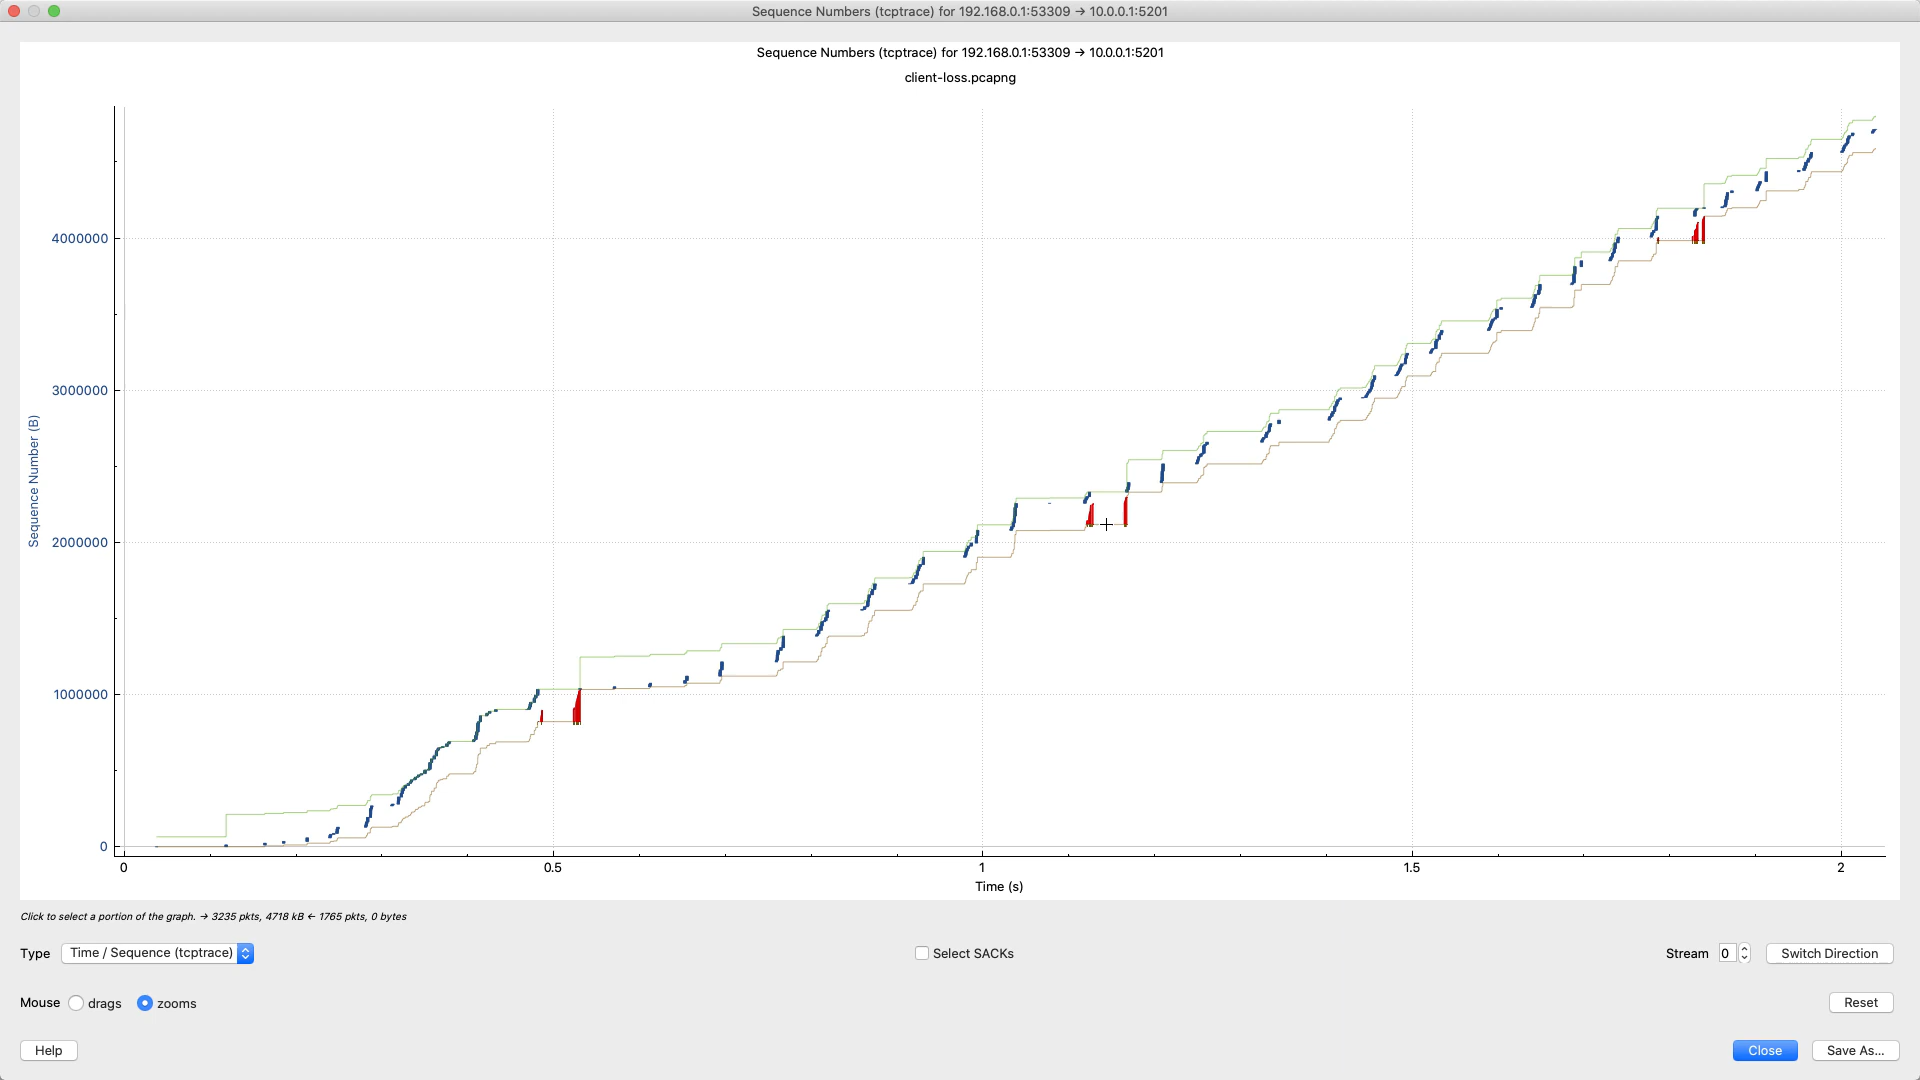 Sequence Numbers (tcptrace) for 192.168.0.1:53309 → 10.0.0.1:5201
Sequence Numbers (tcptrace) for 192.168.0.1:53309 → 10.0.0.1:5201
client-loss.pcapng
Sequence Number (B)
4000000
3000000
2000000
1000000
0
0 0.5 1 1.5 2
Time (s)
Click to select a portion of the graph. → 3235 pkts, 4718 kB ← 1765 pkts, 0 bytes
Type Time / Sequence (tcptrace) Select SACKs Stream 0 Switch Direction
Mouse drags zooms Reset
Help Close Save As...